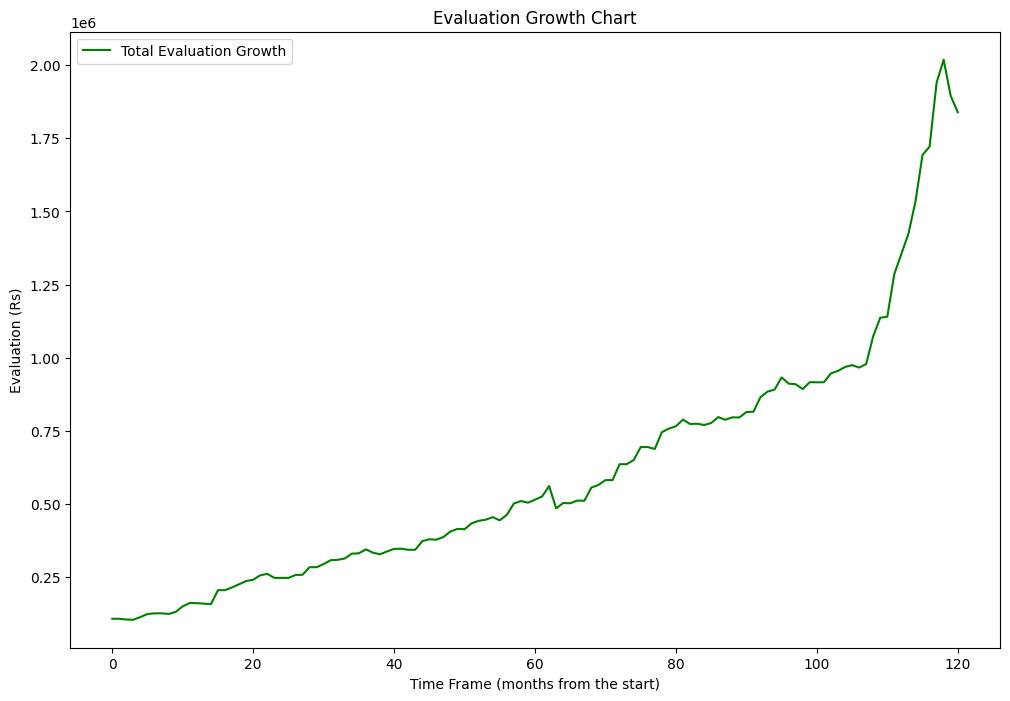 Evaluation Growth Chart
1e6
Total Evaluation Growth
2.00
1.75
1.50
1.25
1.00
0.75
0.50
0.25
Evaluation (Rs)
0 20 40 60 80 100 120
Time Frame (months from the start)